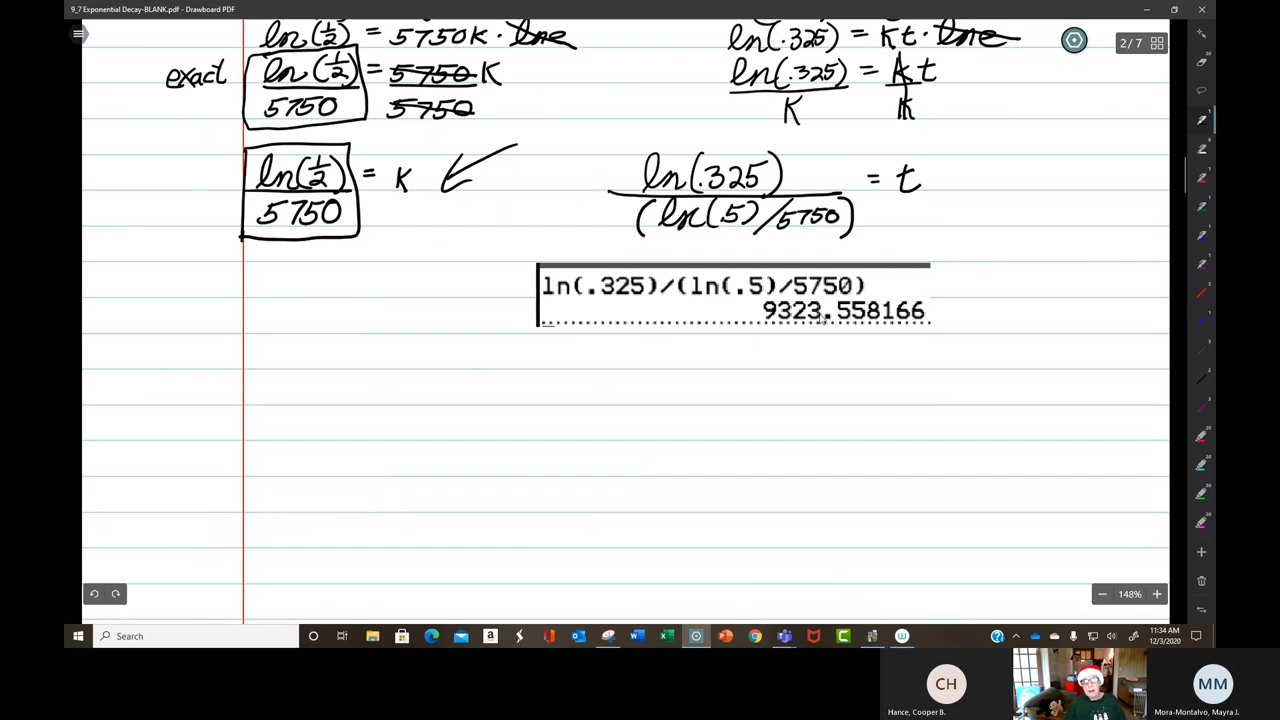 9_7 Exponential Decay-BLANK.pdf - Drawboard PDF
2/7
ln(1/2) = 5750K · lne
exact ln(1/2)/5750 = 5750K/5750
ln(1/2)/5750 = K
ln(.325) = Kt · lne
ln(.325)/K = kt/K
ln(.325)/(ln(.5)/5750) = t
ln(.325)/(ln(.5)/5750)
9323.558166
148%
Search
11:34 AM
12/3/2020
CH
Hance, Cooper B.
MM
Mora-Montalvo, Mayra J.